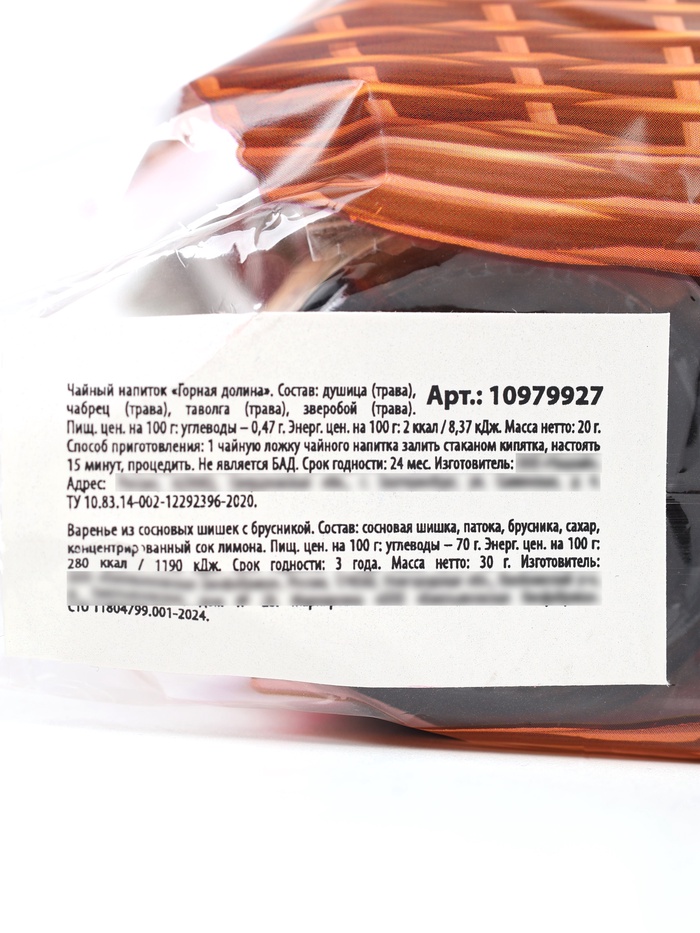 Чайный напиток «Горная долина». Состав: душица (трава),
Арт.: 10979927
чабрец (трава), таволга (трава), зверобой (трава).
Пищ. цен. на 100 г: углеводы – 0,47 г. Энерг. цен. на 100 г: 2 ккал / 8,37 кДж. Масса нетто: 20 г.
Способ приготовления: 1 чайную ложку чайного напитка залить стаканом кипятка, настоять
15 минут, процедить. Не является БАД. Срок годности: 24 мес. Изготовитель:
Адрес:
ТУ 10.83.14-002-12292396-2020.
Варенье из сосновых шишек с брусникой. Состав: сосновая шишка, патока, брусника, сахар,
концентрированный сок лимона. Пищ. цен. на 100 г: углеводы – 70 г. Энерг. цен. на 100 г:
280 ккал / 1190 кДж. Срок годности: 3 года. Масса нетто: 30 г. Изготовитель:
СТО 11804799.001-2024.